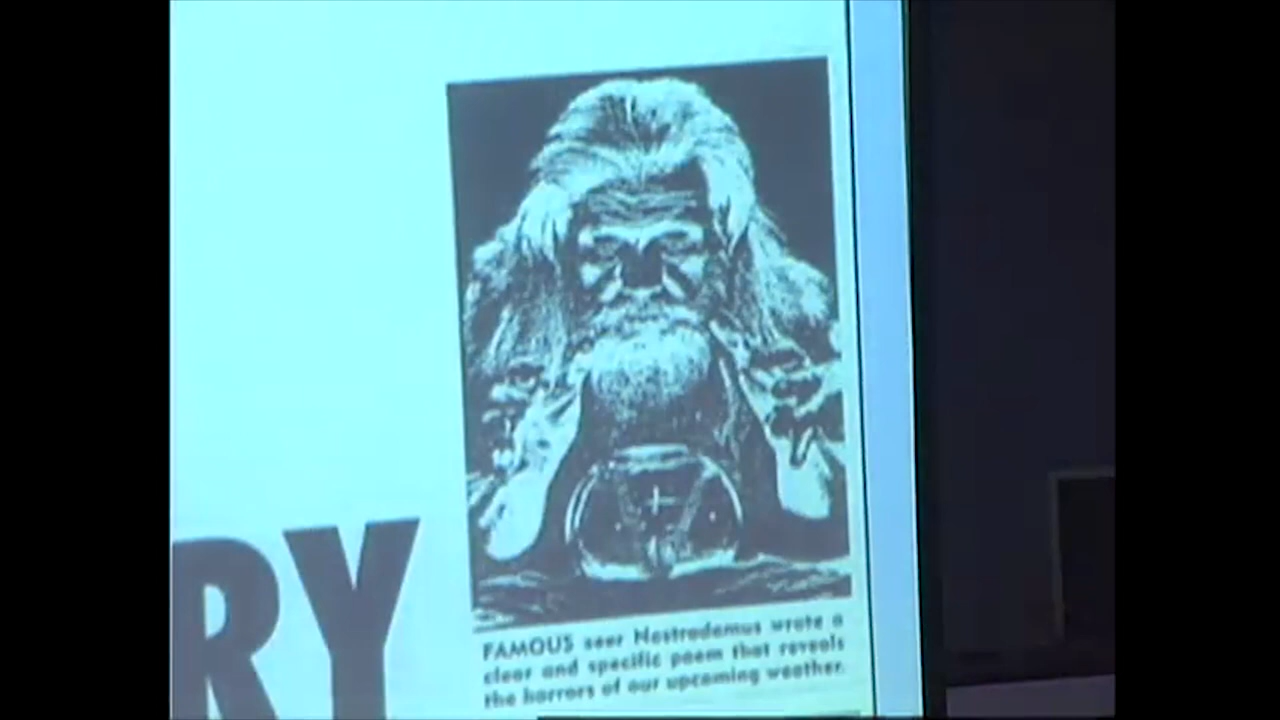 RY
FAMOUS seer Nostradamus wrote a
clear and specific poem that reveals
the horrors of our upcoming weather.